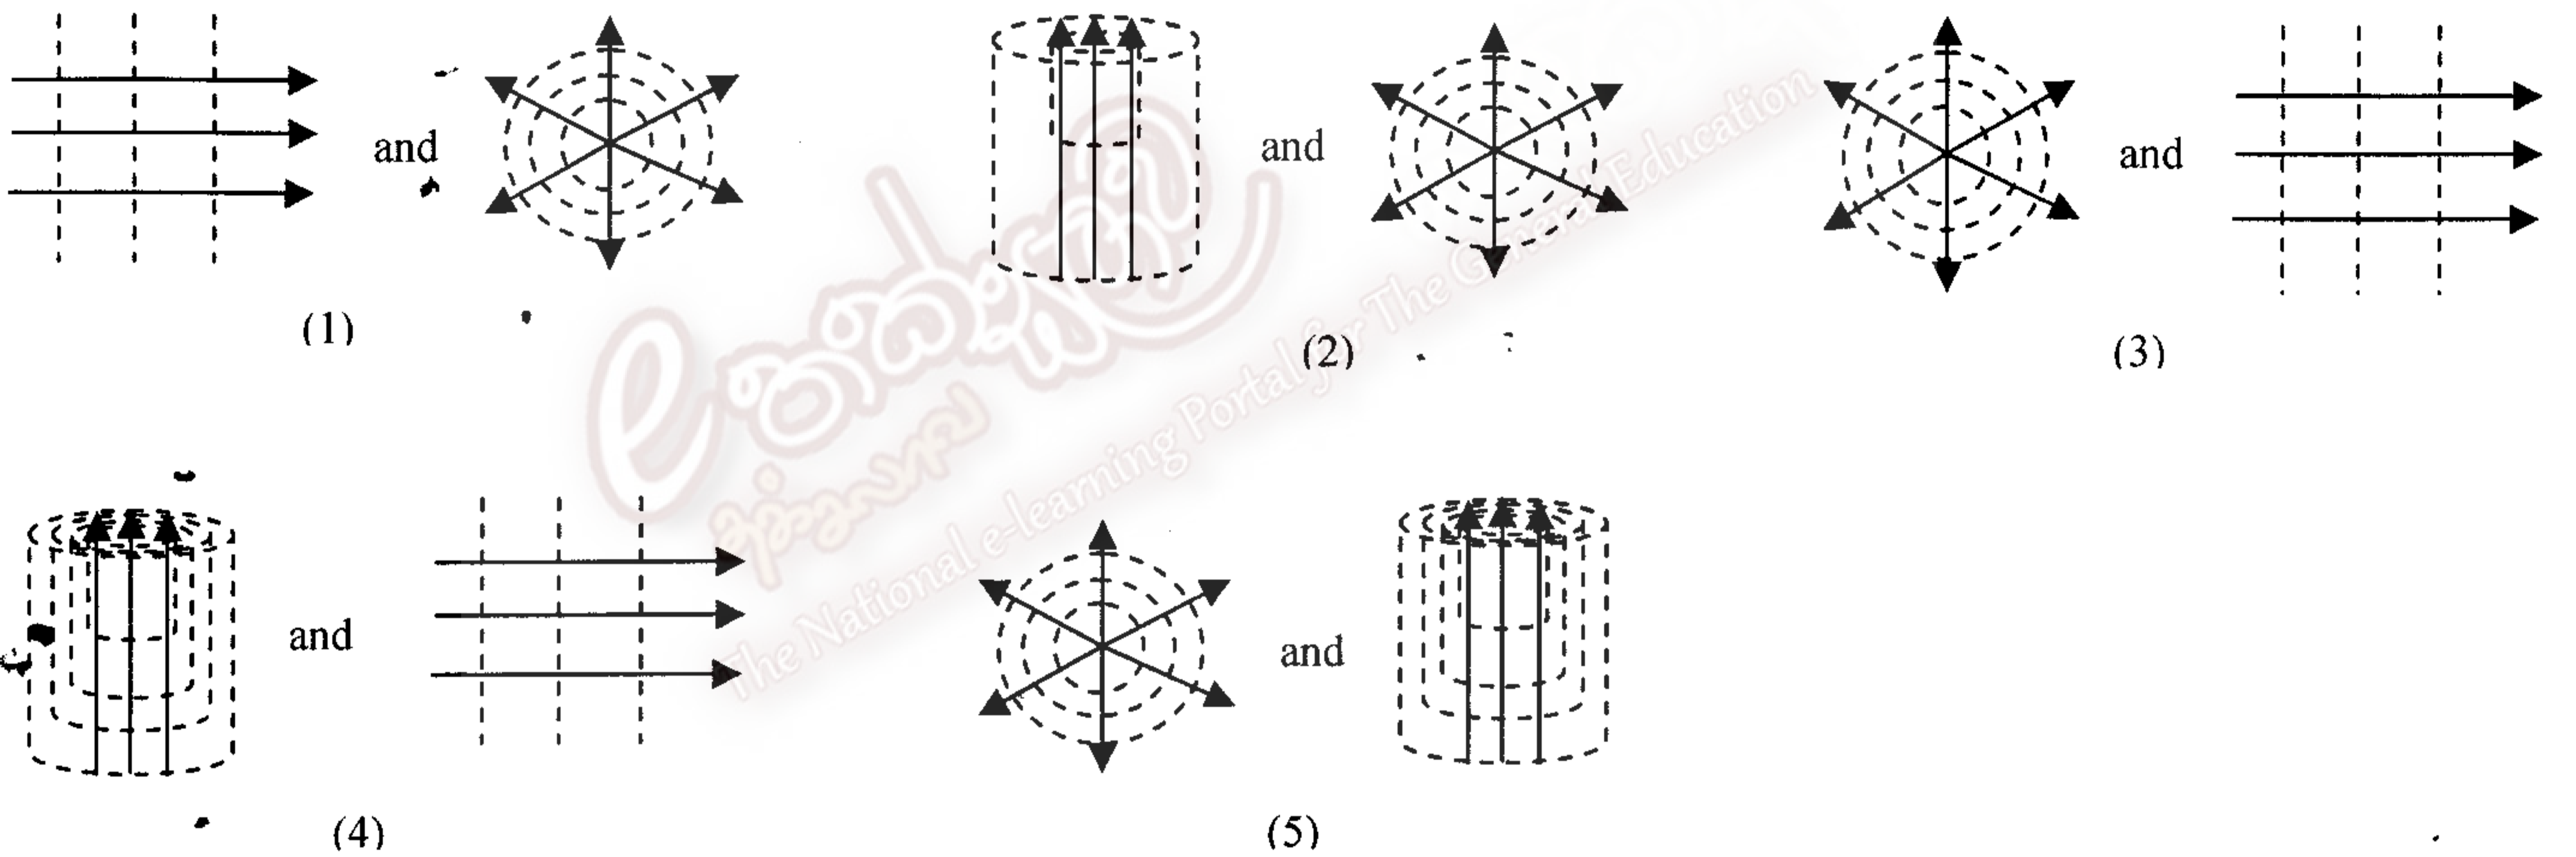 and
and
and
(1)
(2)
(3)
and
and
(4)
(5)
The National e-learning Portal for The General Education